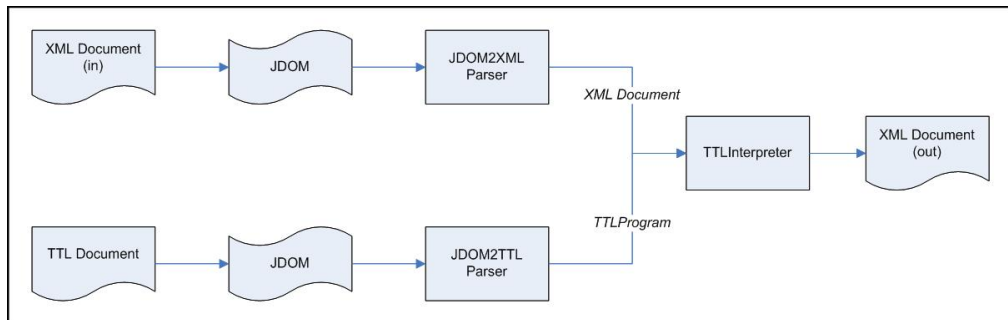 XML Document
(in)
JDOM
JDOM2XML
Parser
XML Document
TTLInterpreter
XML Document
(out)
TTLProgram
TTL Document
JDOM
JDOM2TTL
Parser